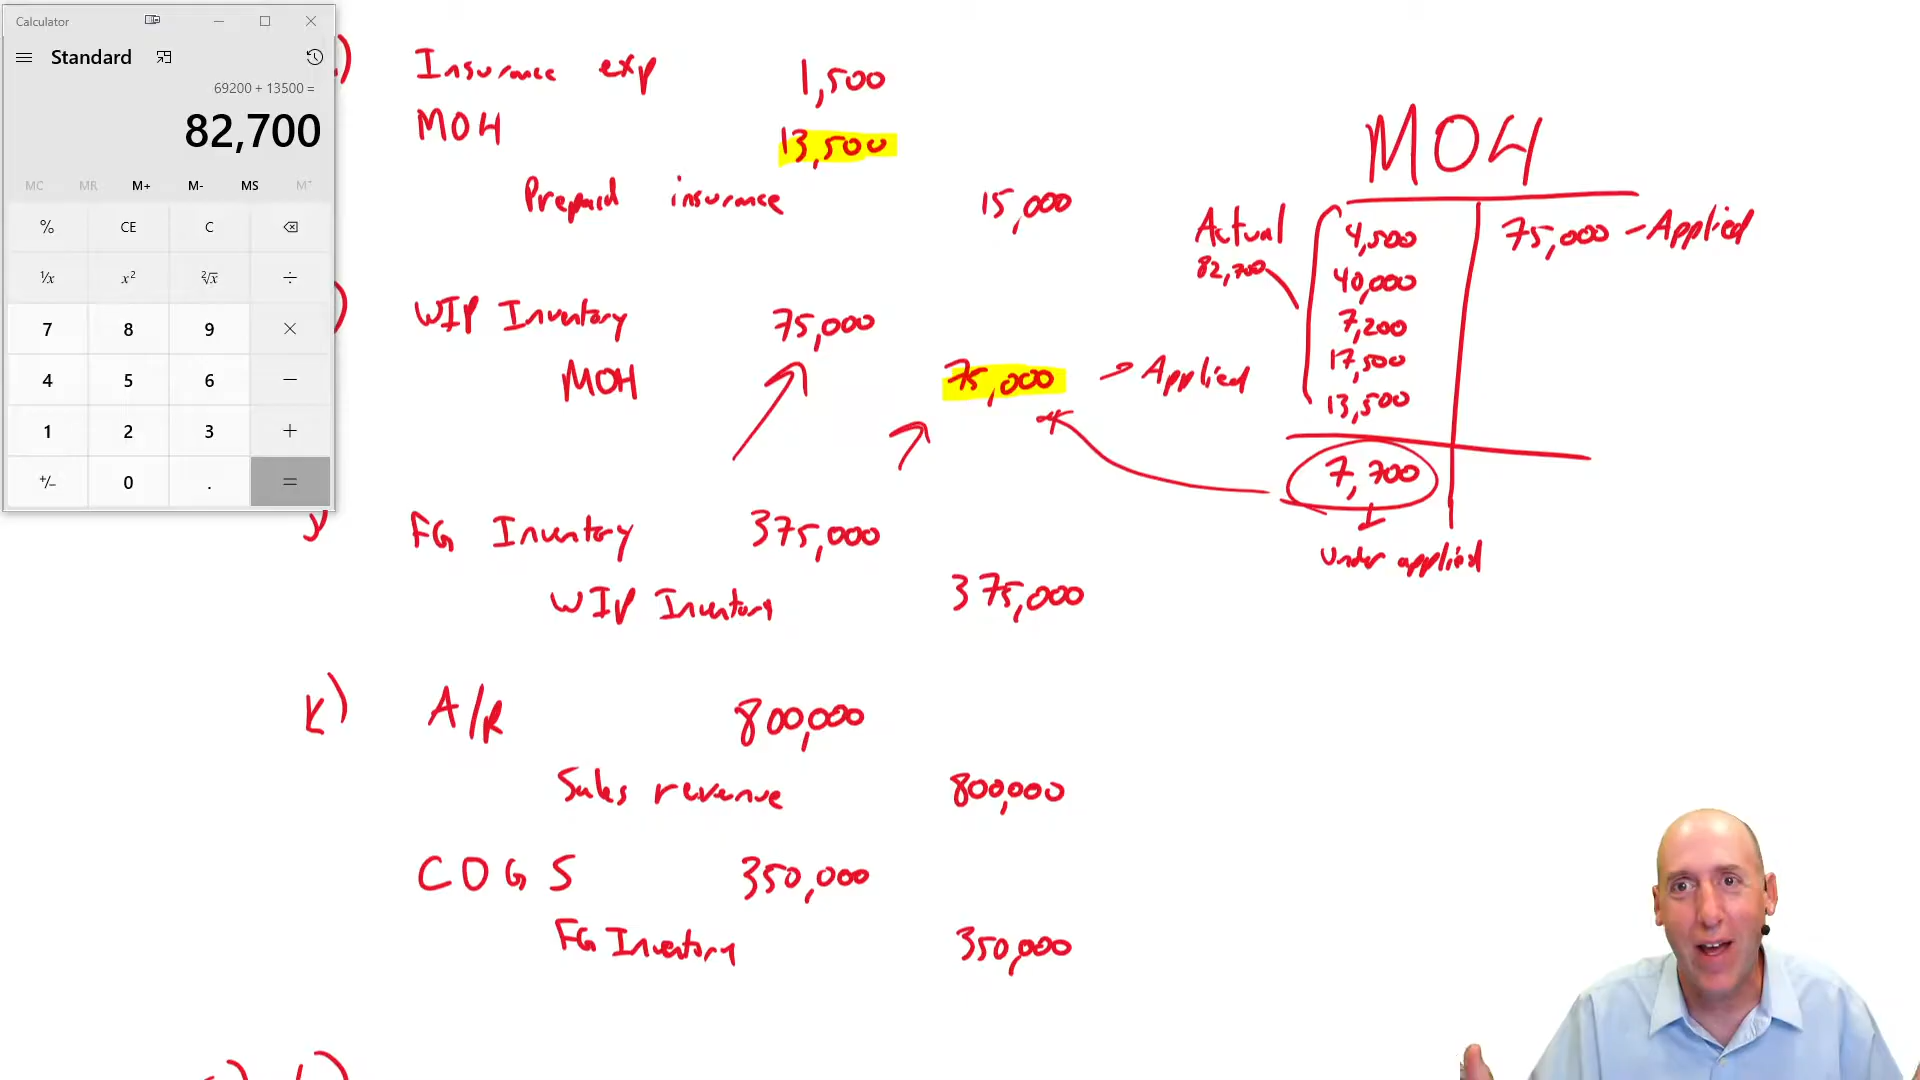 Calculator
Standard
69200 + 13500 =
82,700
MC MR M+ M- MS
% CE C
¹/x x² ²√x ÷
7 8 9 ×
4 5 6 −
1 2 3 +
+/− 0 . =
) Insurance exp 1,500
MOH 13,500
Prepaid insurance 15,000
) WIP Inventory 75,000
MOH 75,000 → Applied
FG Inventory 375,000
WIP Inventory 375,000
K) A/R 800,000
Sales revenue 800,000
COGS 350,000
FG Inventory 350,000
MOH
Actual 4,500 75,000 - Applied
82,700 40,000
7,200
17,500
13,500
7,700
Under applied